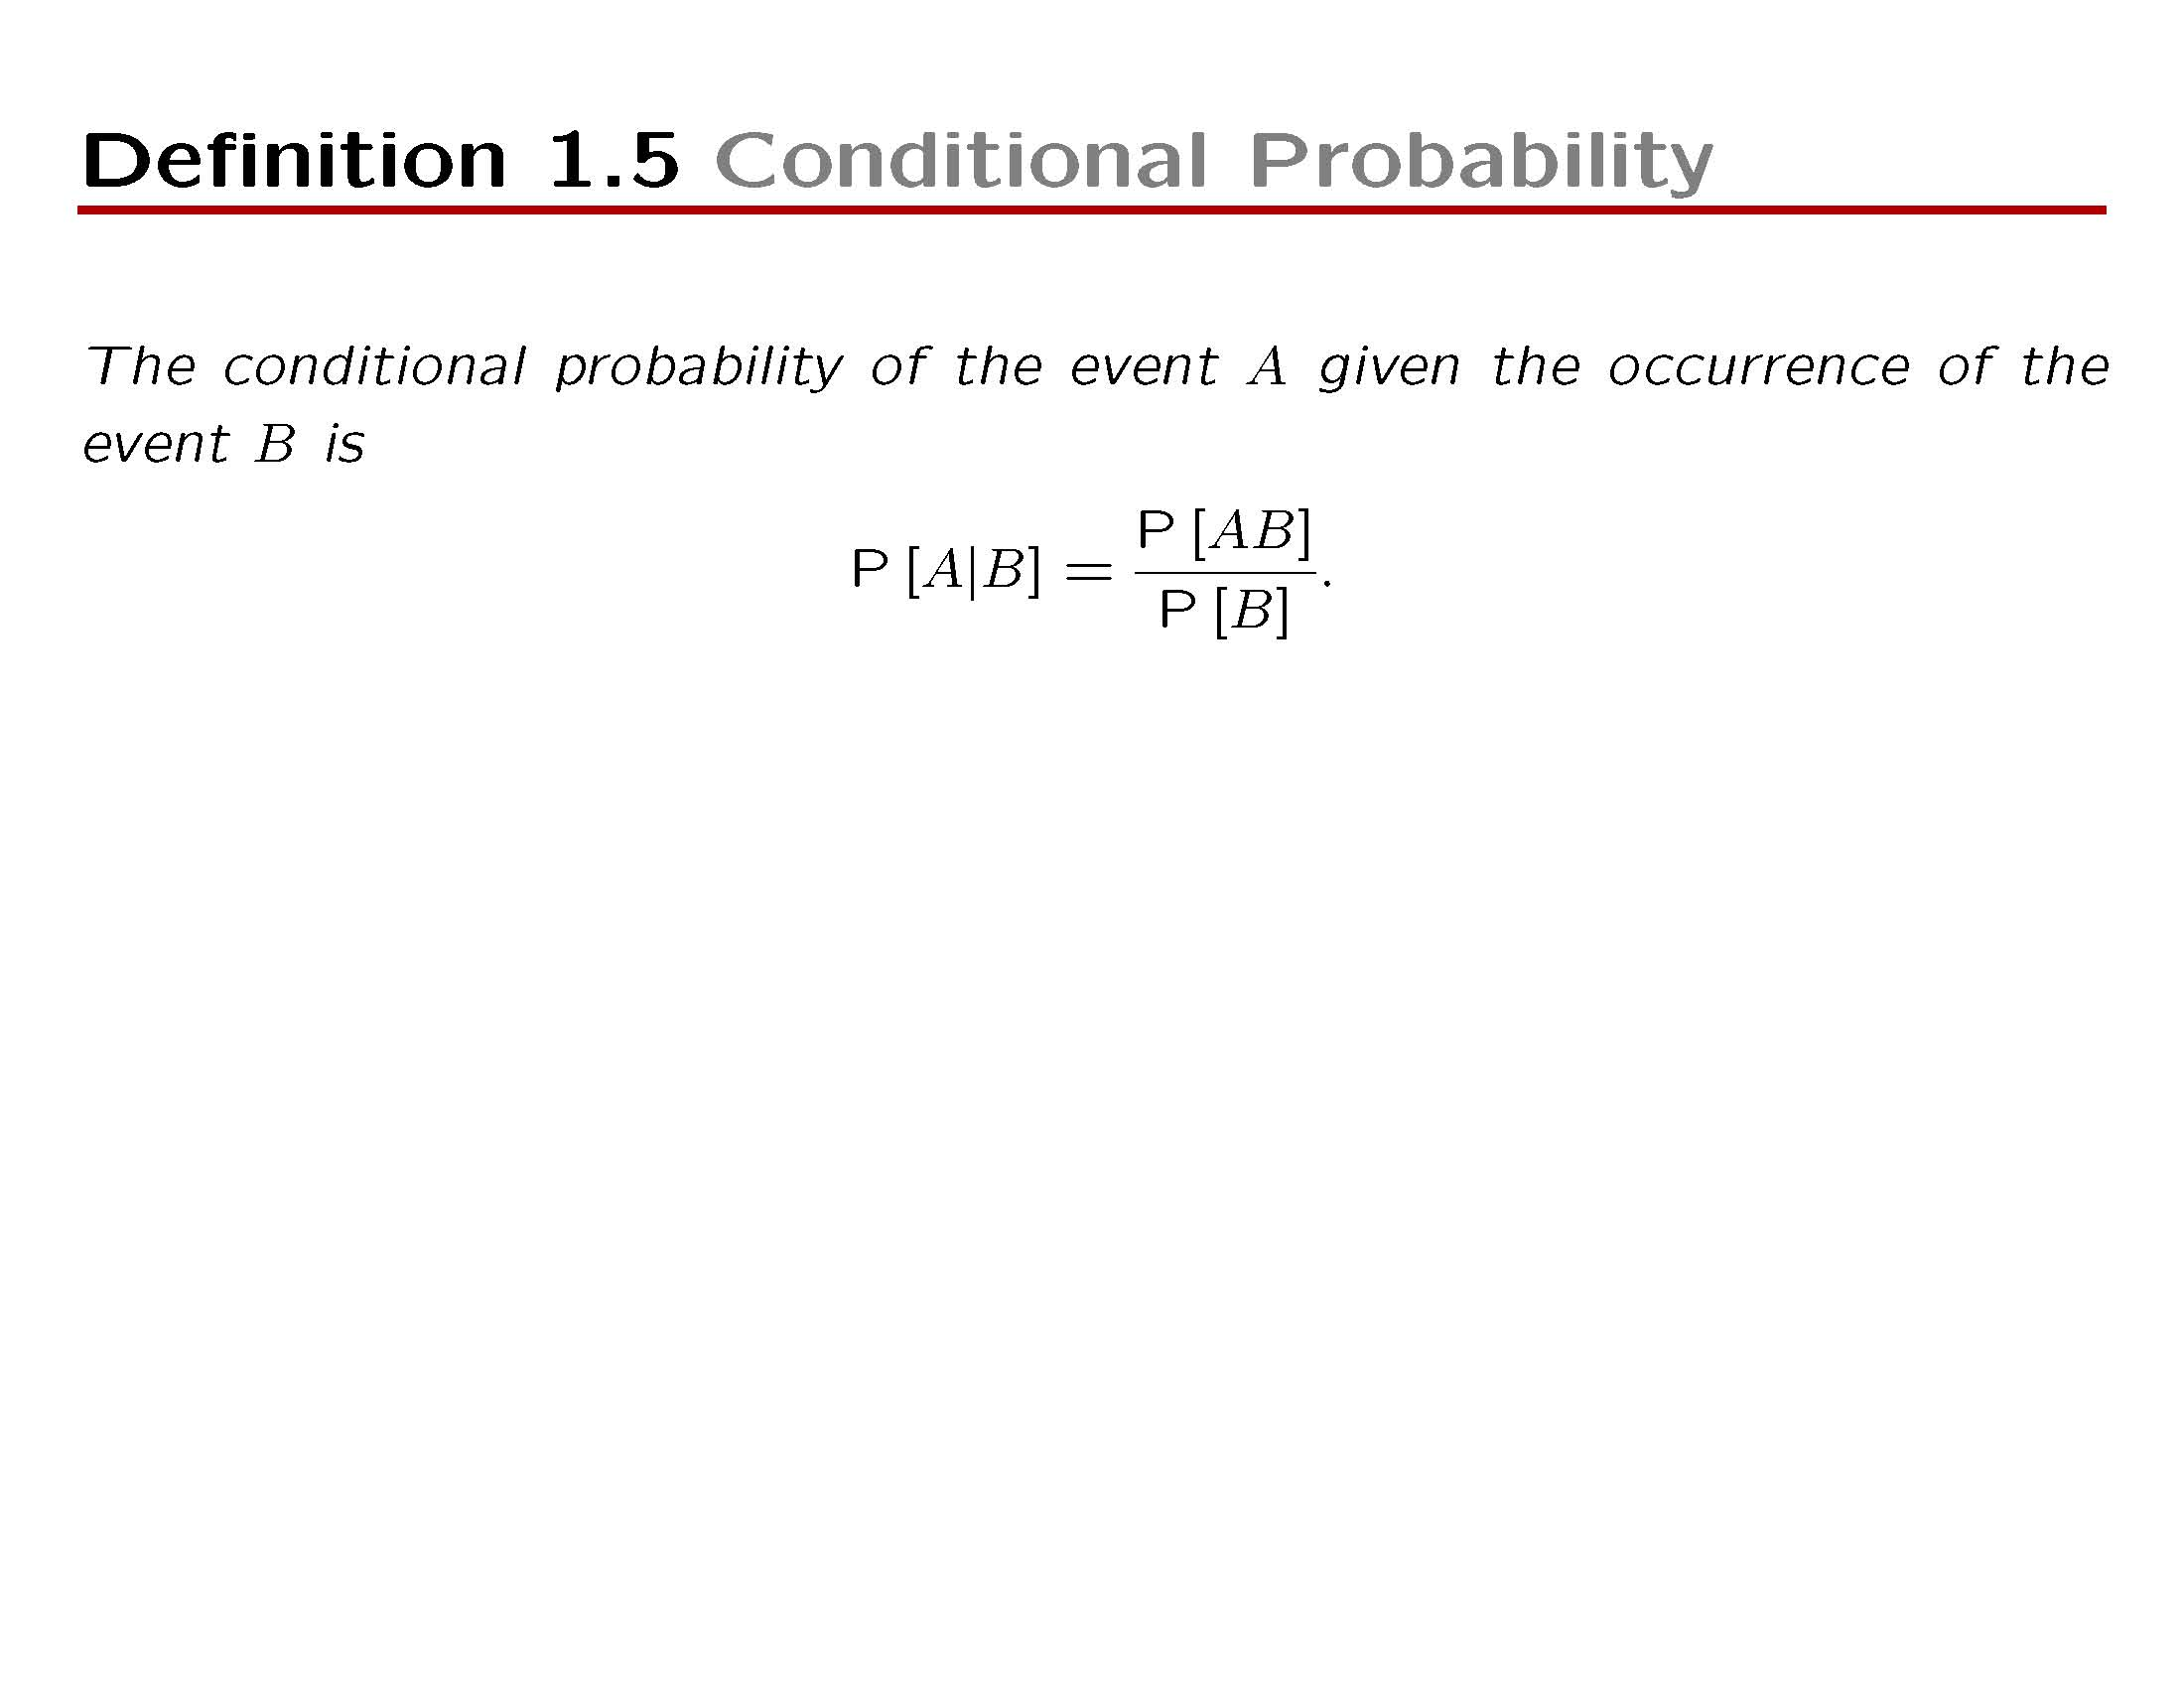 Definition 1.5 Conditional Probability
The conditional probability of the event A given the occurrence of the
event B is
P [A|B] = P [AB] / P [B].